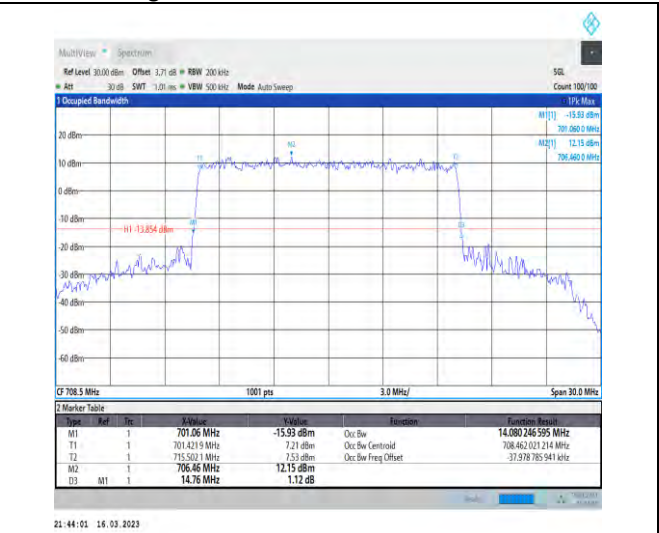 MultiView Spectrum
Ref Level 30.00 dBm Offset 3.71 dB RBW 200 kHz SGL
Att 30 dB SWT 1.01 ms VBW 500 kHz Mode Auto Sweep Count 100/100
1 Occupied Bandwidth 1Pk Max
M1[1] -15.93 dBm
701.060 0 MHz
M2[1] 12.15 dBm
706.460 0 MHz
20 dBm
M2
T1
10 dBm
0 dBm
-10 dBm
M1
H1 -13.854 dBm
-20 dBm
-30 dBm
-40 dBm
-50 dBm
-60 dBm
CF 708.5 MHz 1001 pts 3.0 MHz/ Span 30.0 MHz
2 Marker Table
Type Ref Trc X-Value Y-Value Function Function Result
M1 1 701.06 MHz -15.93 dBm Occ Bw 14.080 246 595 MHz
T1 1 701.421 9 MHz 7.21 dBm Occ Bw Centroid 708.462 021 214 MHz
T2 1 715.502 1 MHz 7.53 dBm Occ Bw Freq Offset -37.978 785 941 kHz
M2 1 706.46 MHz 12.15 dBm
D3 M1 1 14.76 MHz 1.12 dB
21:44:01 16.03.2023